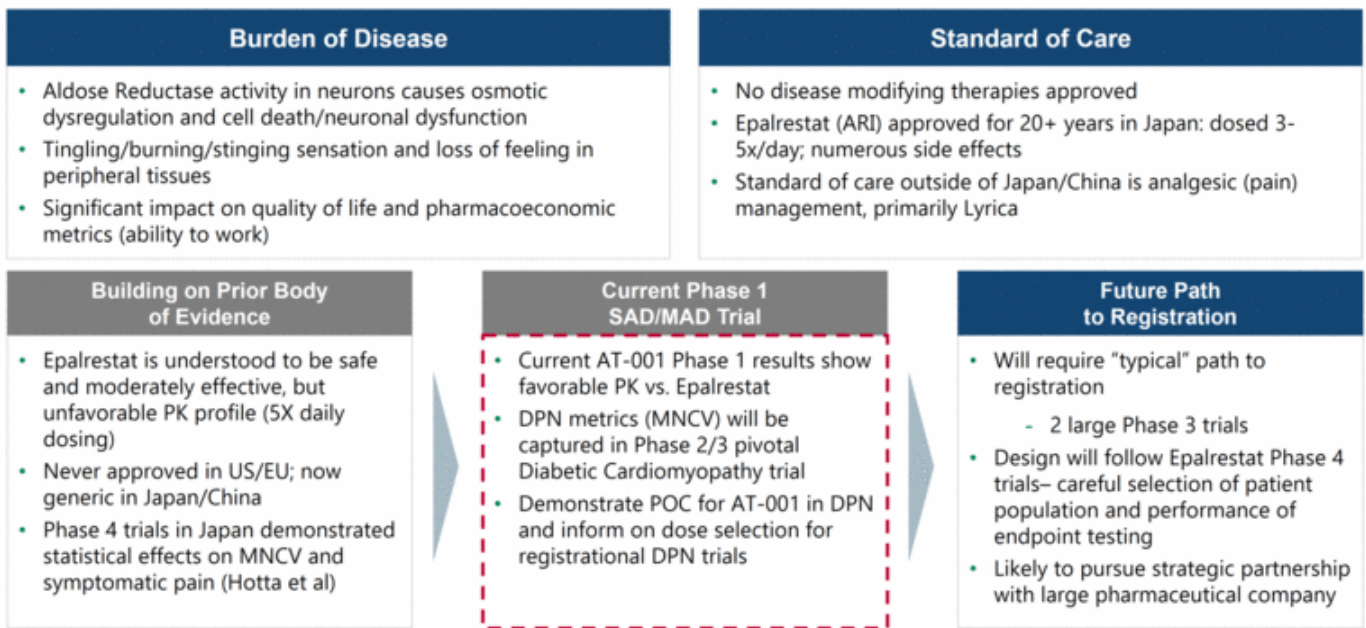 Burden of Disease
• Aldose Reductase activity in neurons causes osmotic
dysregulation and cell death/neuronal dysfunction
• Tingling/burning/stinging sensation and loss of feeling in
peripheral tissues
• Significant impact on quality of life and pharmacoeconomic
metrics (ability to work)
Standard of Care
• No disease modifying therapies approved
• Epalrestat (ARI) approved for 20+ years in Japan: dosed 3-
5x/day; numerous side effects
• Standard of care outside of Japan/China is analgesic (pain)
management, primarily Lyrica
Building on Prior Body
of Evidence
• Epalrestat is understood to be safe
and moderately effective, but
unfavorable PK profile (5X daily
dosing)
• Never approved in US/EU; now
generic in Japan/China
• Phase 4 trials in Japan demonstrated
statistical effects on MNCV and
symptomatic pain (Hotta et al)
Current Phase 1
SAD/MAD Trial
• Current AT-001 Phase 1 results show
favorable PK vs. Epalrestat
• DPN metrics (MNCV) will be
captured in Phase 2/3 pivotal
Diabetic Cardiomyopathy trial
• Demonstrate POC for AT-001 in DPN
and inform on dose selection for
registrational DPN trials
Future Path
to Registration
• Will require “typical” path to
registration
- 2 large Phase 3 trials
• Design will follow Epalrestat Phase 4
trials– careful selection of patient
population and performance of
endpoint testing
• Likely to pursue strategic partnership
with large pharmaceutical company